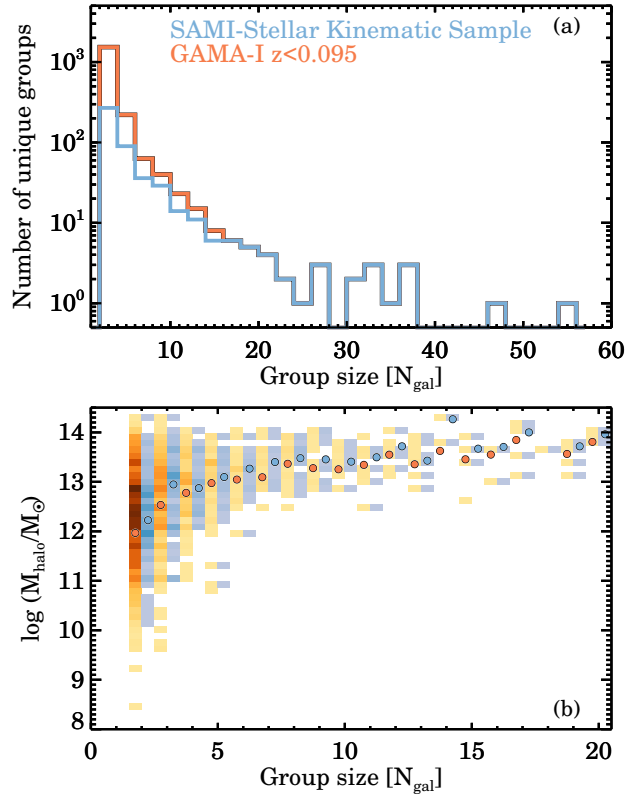 (a)
SAMI-Stellar Kinematic Sample
GAMA-I z<0.095
Number of unique groups
10³
10²
10¹
10⁰
10 20 30 40 50 60
Group size [N_gal]
(b)
log (M_halo/M_⊙)
14
13
12
11
10
9
8
0 5 10 15 20
Group size [N_gal]